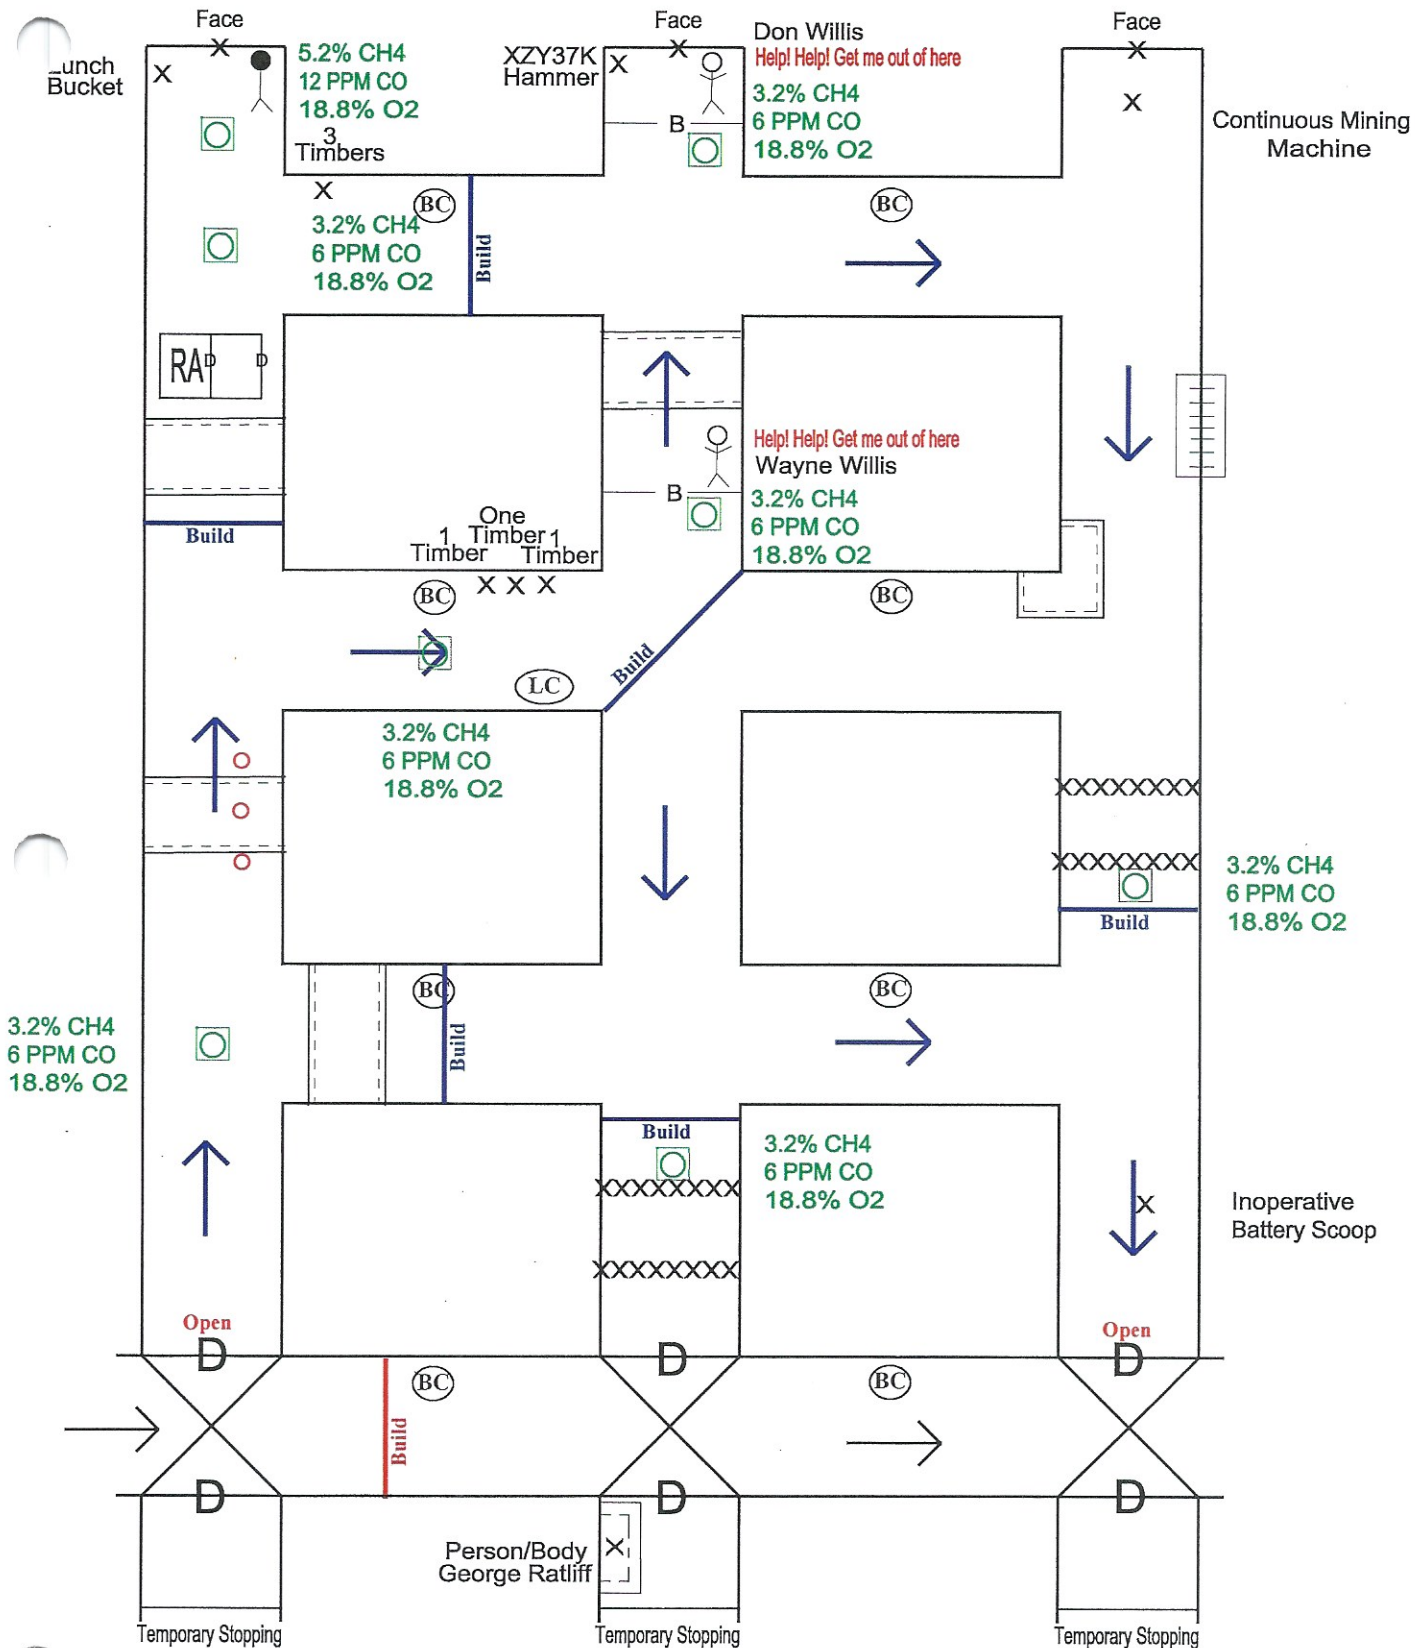 Face
Face
Face
Lunch
Bucket
5.2% CH4
12 PPM CO
18.8% O2
XZY37K
Hammer
Don Willis
Help! Help! Get me out of here
3.2% CH4
6 PPM CO
18.8% O2
B
Continuous Mining
Machine
3
Timbers
X
X
X
X
X
X
X
BC
BC
3.2% CH4
6 PPM CO
18.8% O2
Build
RA
D
D
Help! Help! Get me out of here
Wayne Willis
3.2% CH4
6 PPM CO
18.8% O2
B
Build
1
Timber
One
Timber
1
Timber
X X X
BC
BC
Build
LC
3.2% CH4
6 PPM CO
18.8% O2
XXXXXXXXXXXX
XXXXXXXXXXXX
3.2% CH4
6 PPM CO
18.8% O2
Build
BC
BC
Build
3.2% CH4
6 PPM CO
18.8% O2
Build
3.2% CH4
6 PPM CO
18.8% O2
XXXXXXXXXXXX
XXXXXXXXXXXX
X
Inoperative
Battery Scoop
Open
D
D
Open
D
BC
BC
Build
D
D
D
Person/Body
George Ratliff
X
Temporary Stopping
Temporary Stopping
Temporary Stopping